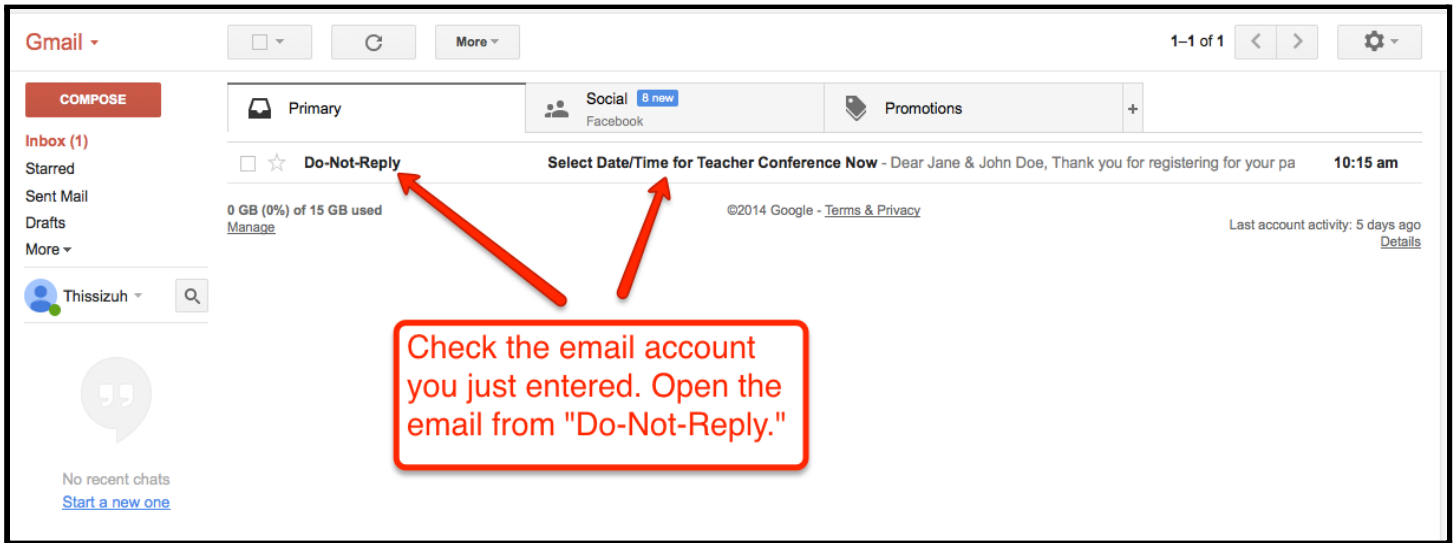 Gmail
More
1–1 of 1
COMPOSE
Primary
Social 8 new
Facebook
Promotions
+
Inbox (1)
Starred
Sent Mail
Drafts
More
Do-Not-Reply Select Date/Time for Teacher Conference Now - Dear Jane & John Doe, Thank you for registering for your pa 10:15 am
0 GB (0%) of 15 GB used
Manage
©2014 Google - Terms & Privacy
Last account activity: 5 days ago
Details
Thissizuh
Check the email account
you just entered. Open the
email from "Do-Not-Reply."
No recent chats
Start a new one